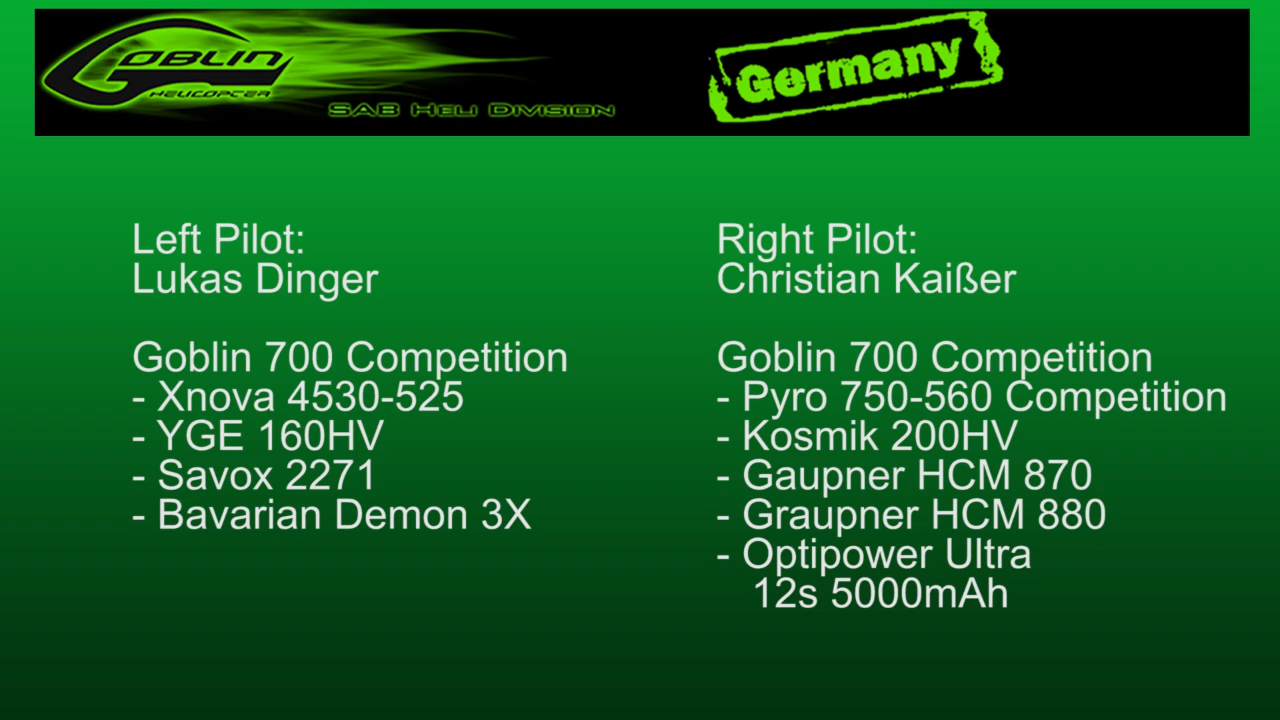 GOBLIN
HELICOPTER
SAB HELI DIVISION
Germany
Left Pilot:
Lukas Dinger
Goblin 700 Competition
- Xnova 4530-525
- YGE 160HV
- Savox 2271
- Bavarian Demon 3X
Right Pilot:
Christian Kaißer
Goblin 700 Competition
- Pyro 750-560 Competition
- Kosmik 200HV
- Gaupner HCM 870
- Graupner HCM 880
- Optipower Ultra
12s 5000mAh